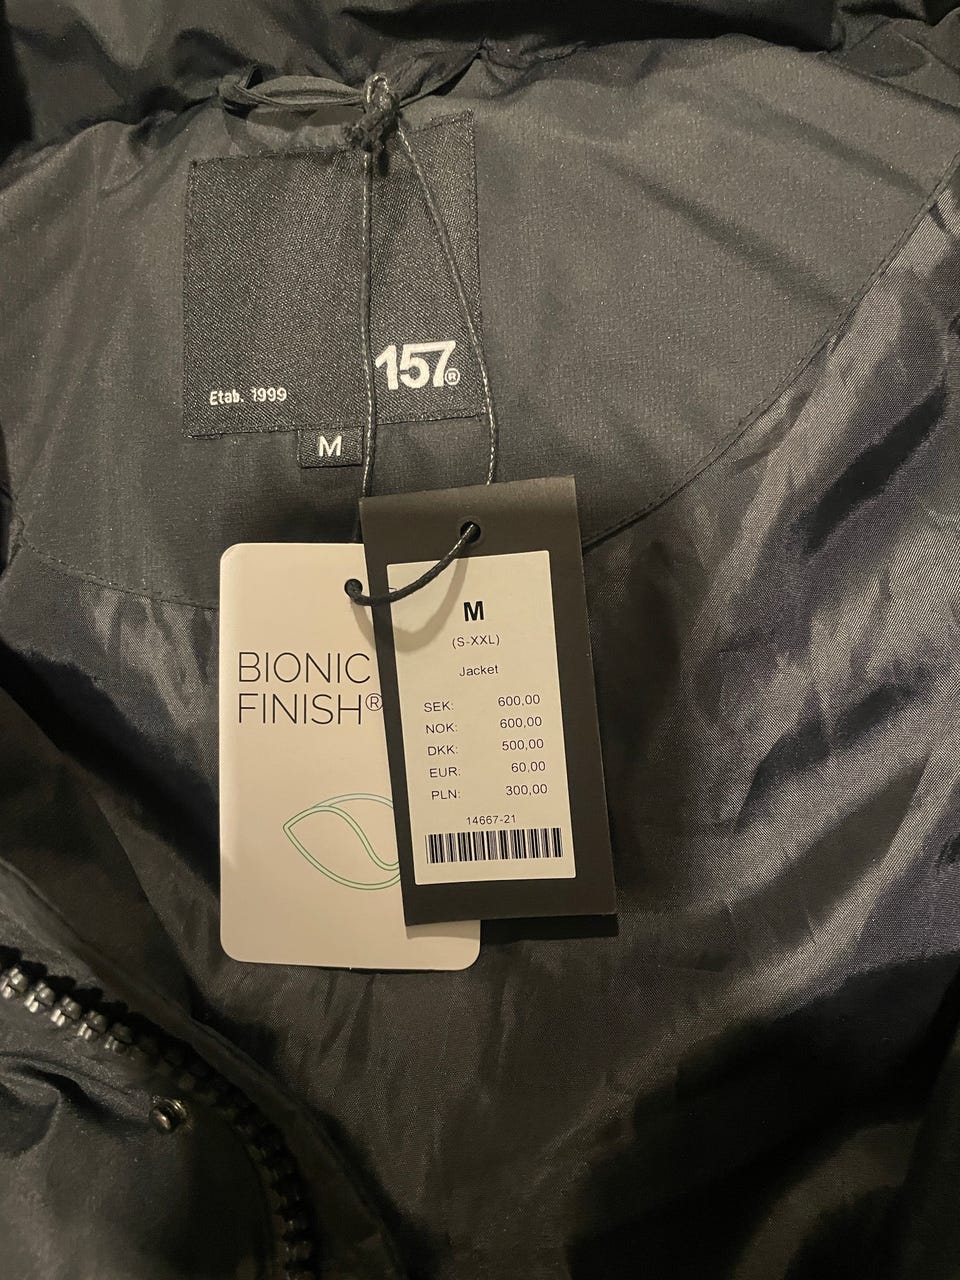 157®
Etab. 1999
M
BIONIC
FINISH®
M
(S-XXL)
Jacket
SEK: 600,00
NOK: 600,00
DKK: 500,00
EUR: 60,00
PLN: 300,00
14667-21